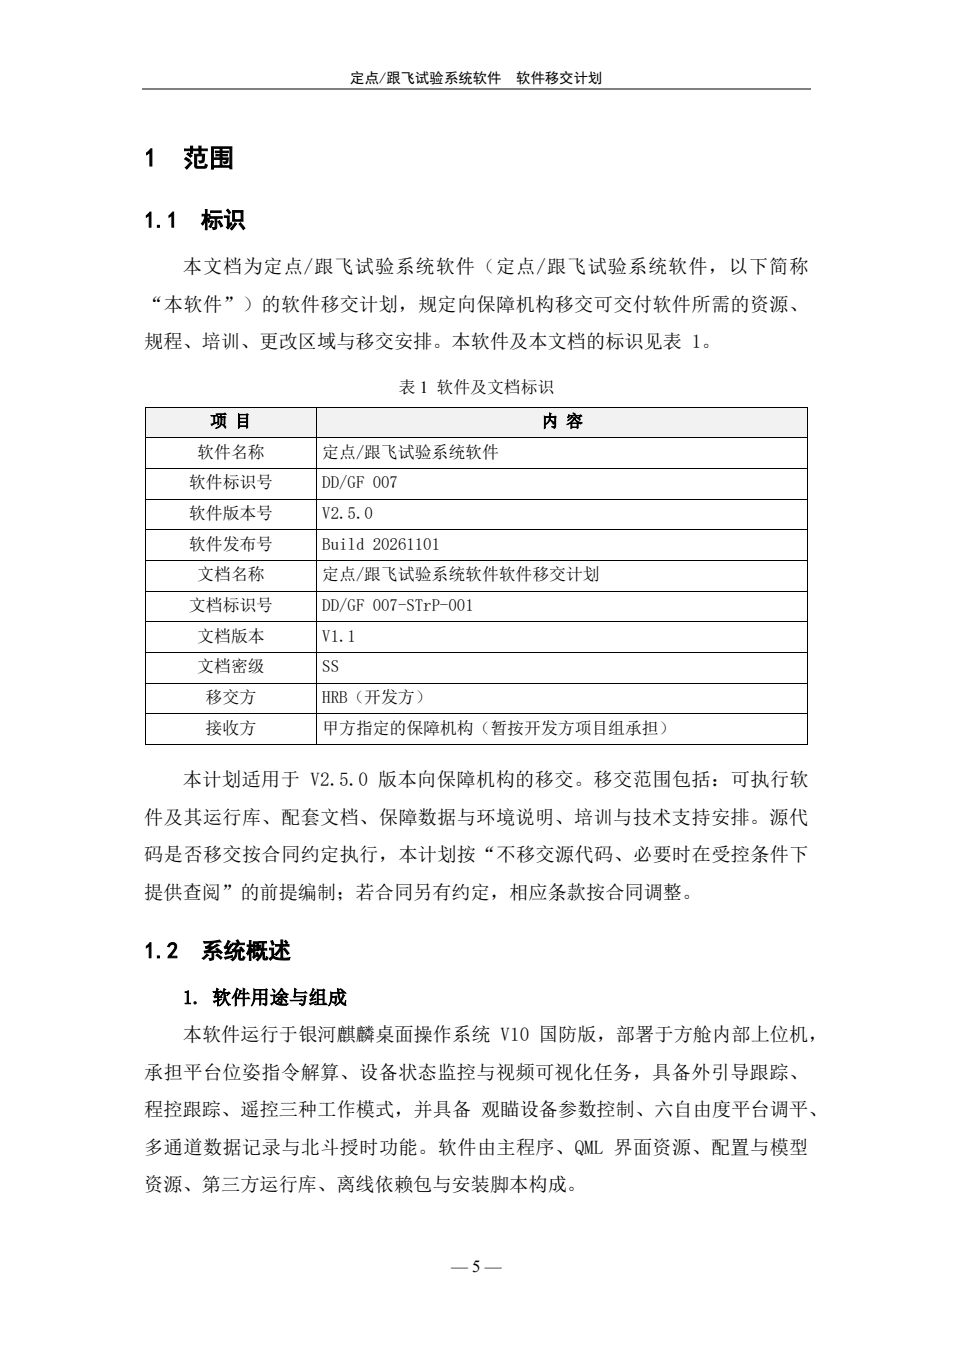 定点/跟飞试验系统软件　软件移交计划
1　范围
1.1　标识
本文档为定点/跟飞试验系统软件（定点/跟飞试验系统软件，以下简称
“本软件”）的软件移交计划，规定向保障机构移交可交付软件所需的资源、
规程、培训、更改区域与移交安排。本软件及本文档的标识见表 1。
表 1  软件及文档标识
项 目　内 容
软件名称　定点/跟飞试验系统软件
软件标识号　DD/GF 007
软件版本号　V2.5.0
软件发布号　Build 20261101
文档名称　定点/跟飞试验系统软件软件移交计划
文档标识号　DD/GF 007-STrP-001
文档版本　V1.1
文档密级　SS
移交方　HRB（开发方）
接收方　甲方指定的保障机构（暂按开发方项目组承担）
本计划适用于 V2.5.0 版本向保障机构的移交。移交范围包括：可执行软
件及其运行库、配套文档、保障数据与环境说明、培训与技术支持安排。源代
码是否移交按合同约定执行，本计划按“不移交源代码、必要时在受控条件下
提供查阅”的前提编制；若合同另有约定，相应条款按合同调整。
1.2　系统概述
1. 软件用途与组成
本软件运行于银河麒麟桌面操作系统 V10 国防版，部署于方舱内部上位机，
承担平台位姿指令解算、设备状态监控与视频可视化任务，具备外引导跟踪、
程控跟踪、遥控三种工作模式，并具备 观瞄设备参数控制、六自由度平台调平、
多通道数据记录与北斗授时功能。软件由主程序、QML 界面资源、配置与模型
资源、第三方运行库、离线依赖包与安装脚本构成。
— 5 —